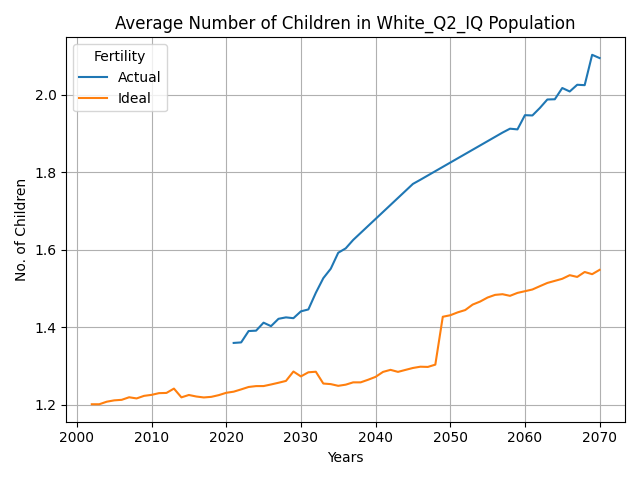 Average Number of Children in White_Q2_IQ Population
Fertility
Actual
Ideal
No. of Children
2.0
1.8
1.6
1.4
1.2
2000 2010 2020 2030 2040 2050 2060 2070
Years